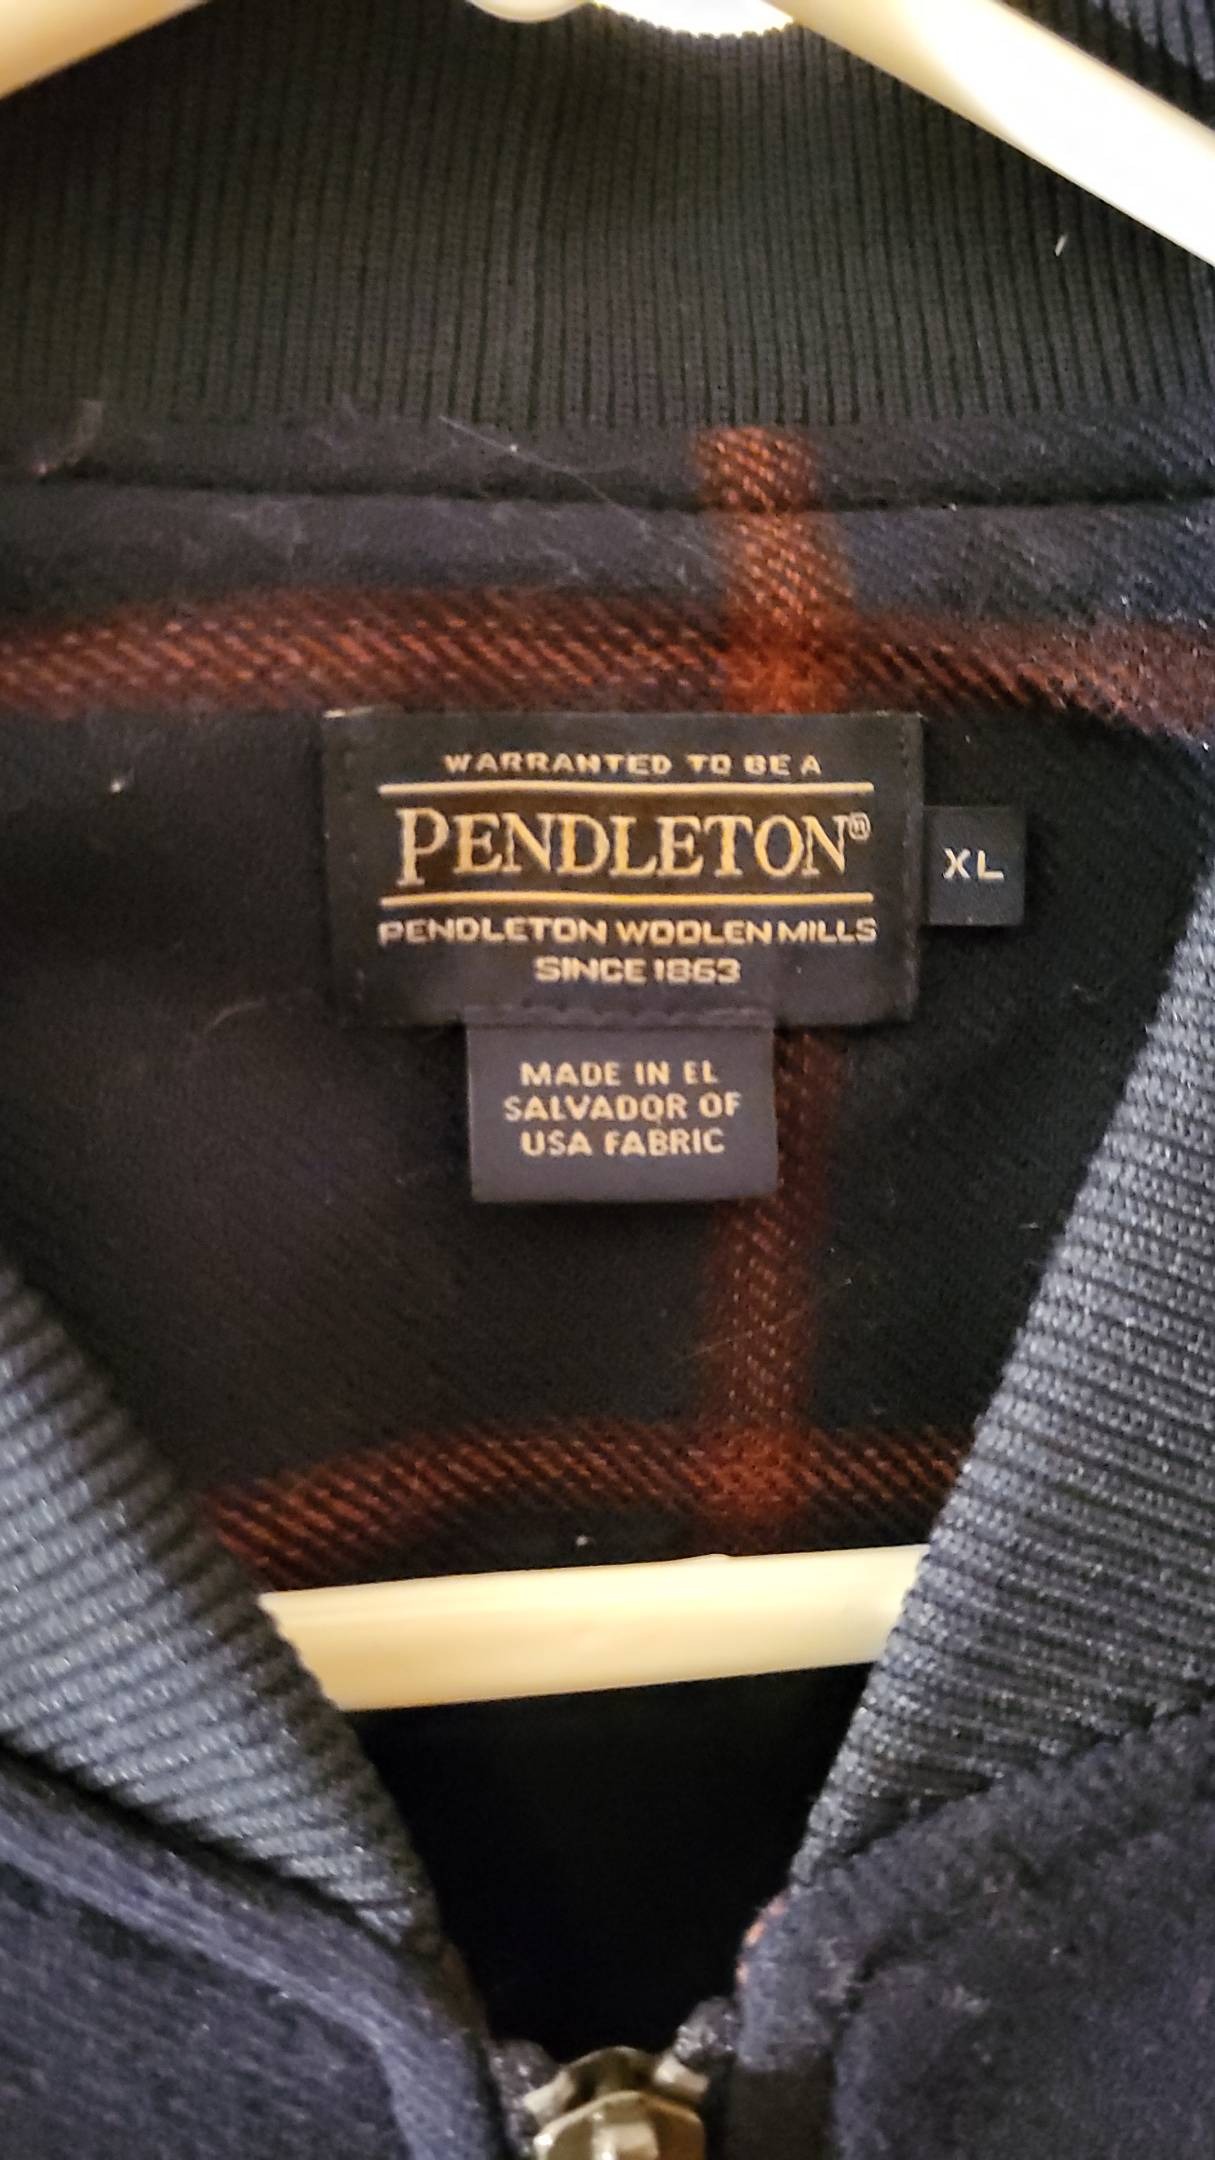 WARRANTED TO BE A
PENDLETON®
XL
PENDLETON WOOLEN MILLS
SINCE 1863
MADE IN EL
SALVADOR OF
USA FABRIC